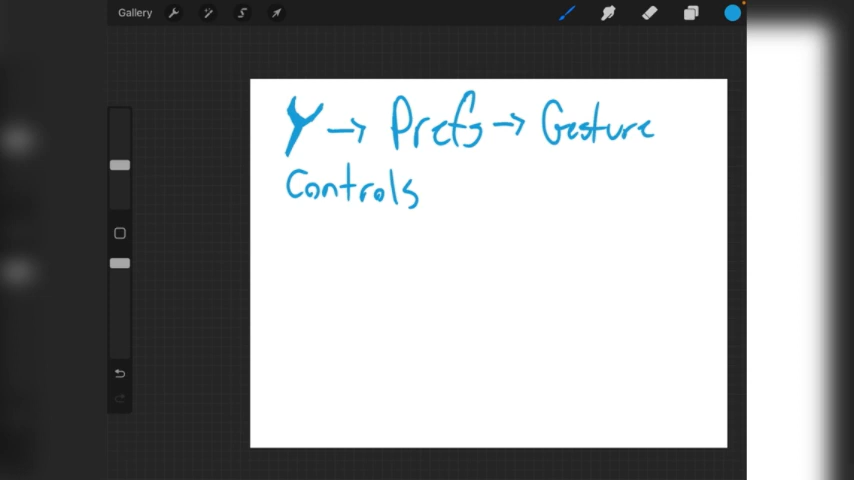 Gallery
Y → Prefs → Gesture
Controls